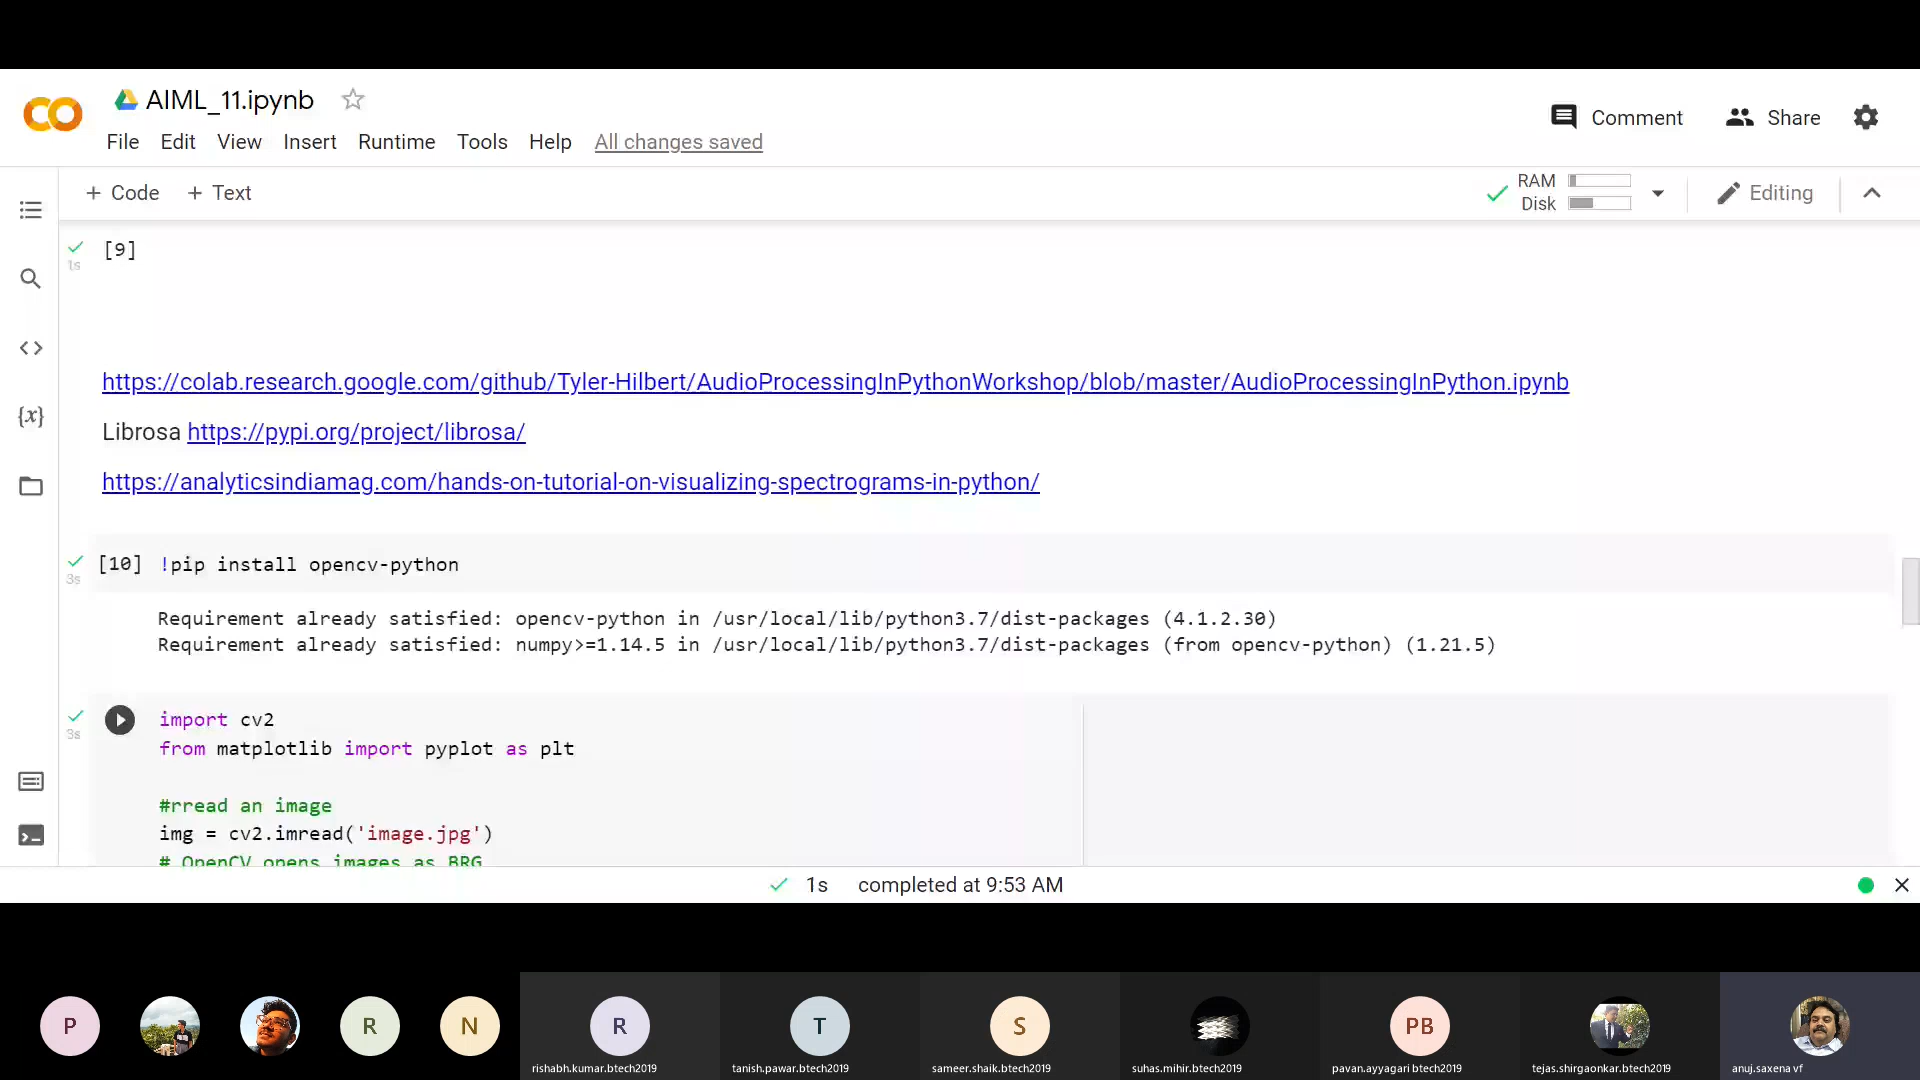 AIML_11.ipynb
File Edit View Insert Runtime Tools Help All changes saved
Comment Share
+ Code + Text
RAM
Disk
Editing
[9]
1s
https://colab.research.google.com/github/Tyler-Hilbert/AudioProcessingInPythonWorkshop/blob/master/AudioProcessingInPython.ipynb
Librosa https://pypi.org/project/librosa/
https://analyticsindiamag.com/hands-on-tutorial-on-visualizing-spectrograms-in-python/
[10] !pip install opencv-python
3s
Requirement already satisfied: opencv-python in /usr/local/lib/python3.7/dist-packages (4.1.2.30)
Requirement already satisfied: numpy>=1.14.5 in /usr/local/lib/python3.7/dist-packages (from opencv-python) (1.21.5)
import cv2
3s
from matplotlib import pyplot as plt
#rread an image
img = cv2.imread('image.jpg')
# OpenCV opens images as BRG
1s completed at 9:53 AM
P R N R T S PB
rishabh.kumar.btech2019 tanish.pawar.btech2019 sameer.shaik.btech2019 suhas.mihir.btech2019 pavan.ayyagari btech2019 tejas.shirgaonkar.btech2019 anuj.saxena vf